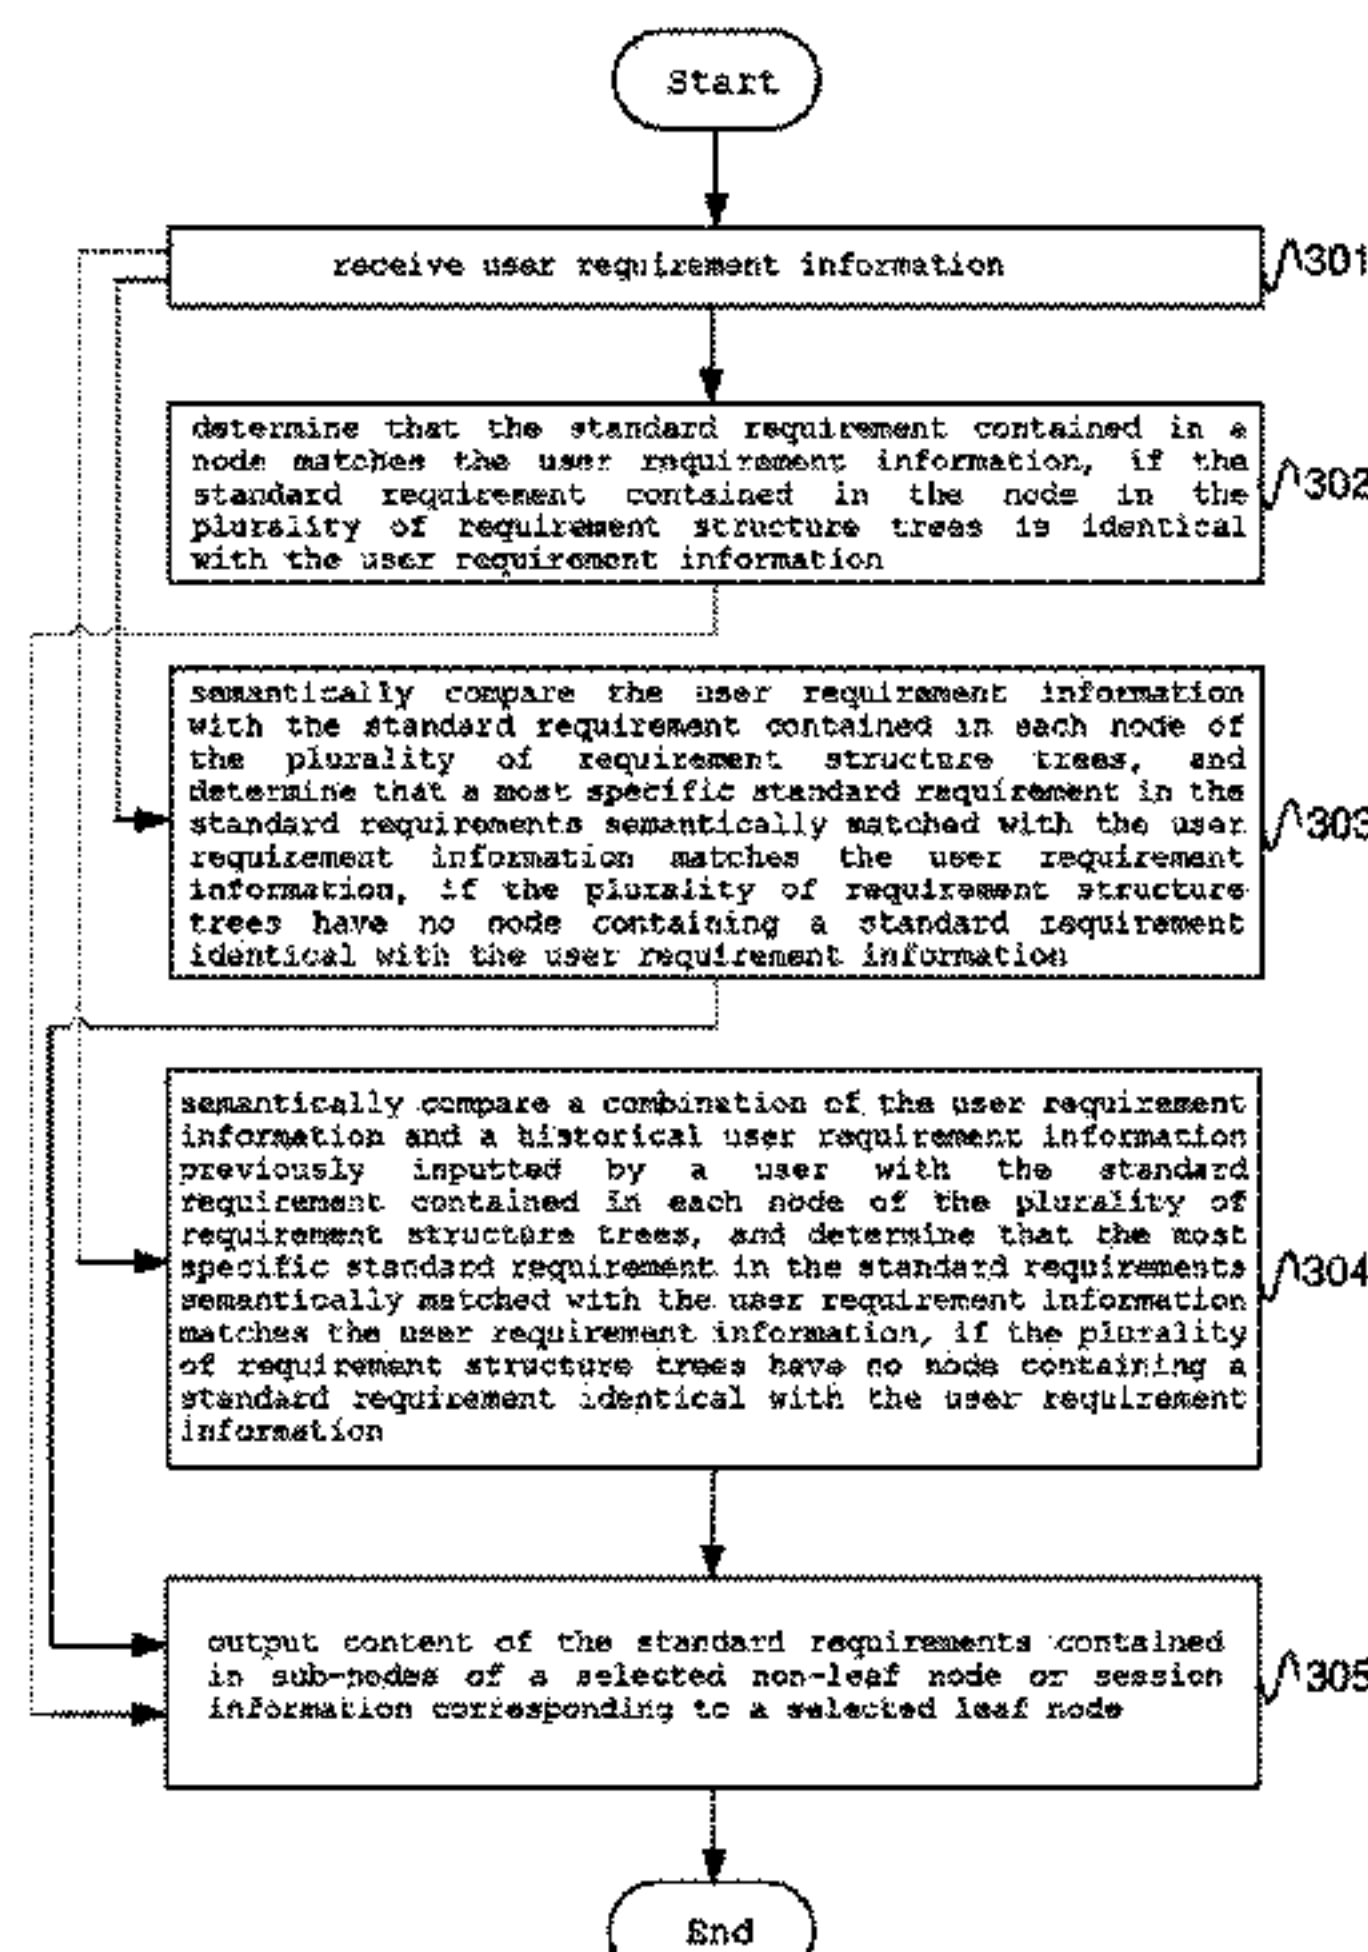 Start
receive user requirement information
301
determine that the standard requirement contained in a
node matches the user requirement information, if the
standard requirement contained in the node in the
plurality of requirement structure trees is identical
with the user requirement information
302
semantically compare the user requirement information
with the standard requirement contained in each node of
the plurality of requirement structure trees, and
determine that a most specific standard requirement in the
standard requirements semantically matched with the user
requirement information matches the user requirement
information, if the plurality of requirement structure
trees have no node containing a standard requirement
identical with the user requirement information
303
semantically compare a combination of the user requirement
information and a historical user requirement information
previously inputted by a user with the standard
requirement contained in each node of the plurality of
requirement structure trees, and determine that the most
specific standard requirement in the standard requirements
semantically matched with the user requirement information
matches the user requirement information, if the plurality
of requirement structure trees have no node containing a
standard requirement identical with the user requirement
information
304
output content of the standard requirements contained
in sub-nodes of a selected non-leaf node or session
information corresponding to a selected leaf node
305
End